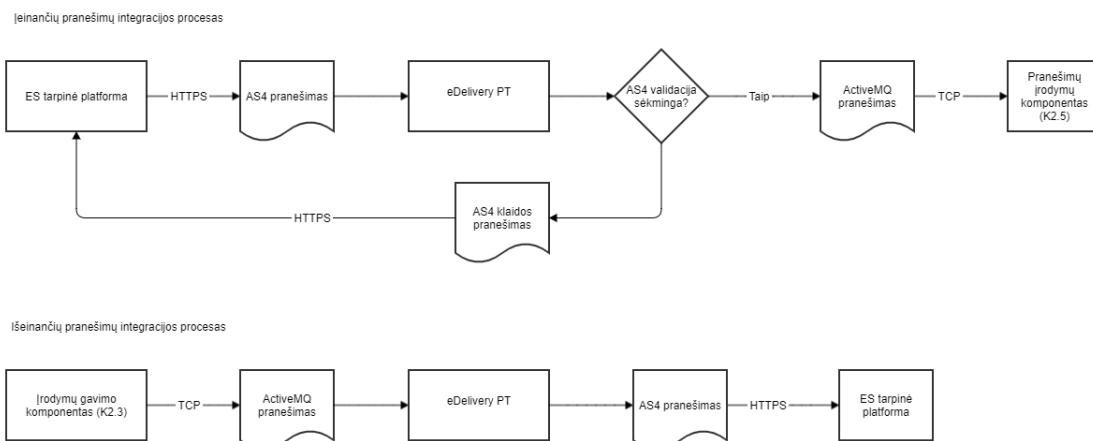 Įeinančių pranešimų integracijos procesas
ES tarpinė platforma
HTTPS
AS4 pranešimas
eDelivery PT
AS4 validacija
sėkminga?
Taip
ActiveMQ
pranešimas
TCP
Pranešimų
įrodymų
komponentas
(K2.5)
HTTPS
AS4 klaidos
pranešimas
Išeinančių pranešimų integracijos procesas
Įrodymų gavimo
komponentas (K2.3)
TCP
ActiveMQ
pranešimas
eDelivery PT
AS4 pranešimas
HTTPS
ES tarpinė
platforma